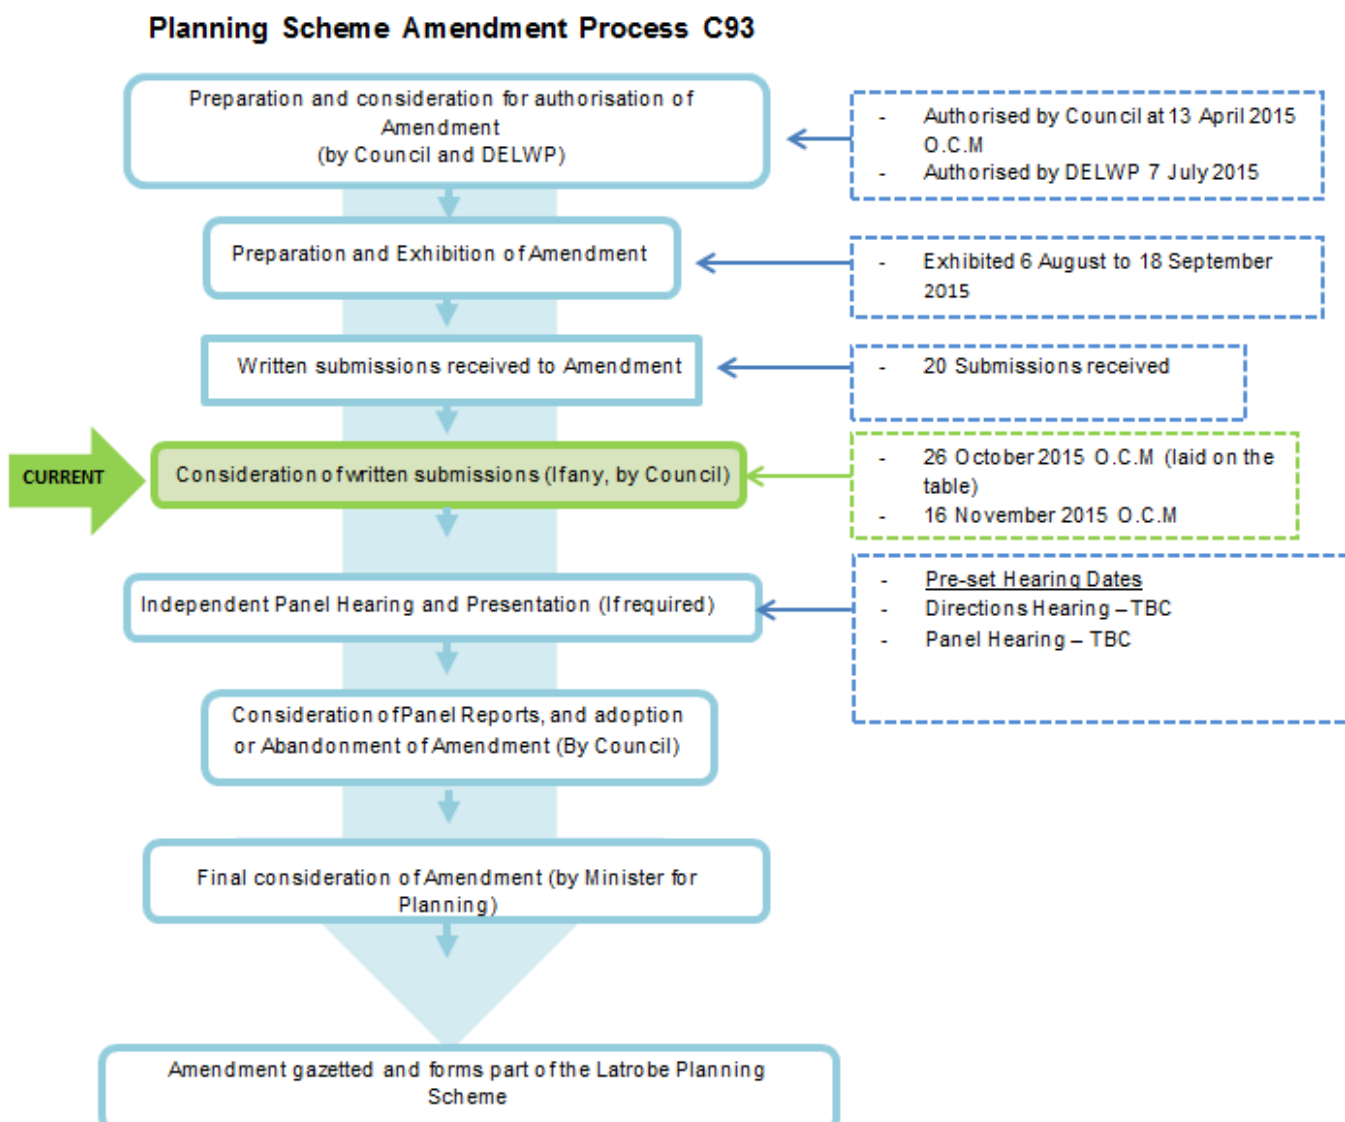 Planning Scheme Amendment Process C93
Preparation and consideration for authorisation of
Amendment
(by Council and DELWP)
- Authorised by Council at 13 April 2015
O.C.M
- Authorised by DELWP 7 July 2015
Preparation and Exhibition of Amendment
- Exhibited 6 August to 18 September
2015
Written submissions received to Amendment
- 20 Submissions received
CURRENT
Consideration of written submissions (If any, by Council)
- 26 October 2015 O.C.M (laid on the
table)
- 16 November 2015 O.C.M
Independent Panel Hearing and Presentation (If required)
- Pre-set Hearing Dates
- Directions Hearing – TBC
- Panel Hearing – TBC
Consideration of Panel Reports, and adoption
or Abandonment of Amendment (By Council)
Final consideration of Amendment (by Minister for
Planning)
Amendment gazetted and forms part of the Latrobe Planning
Scheme